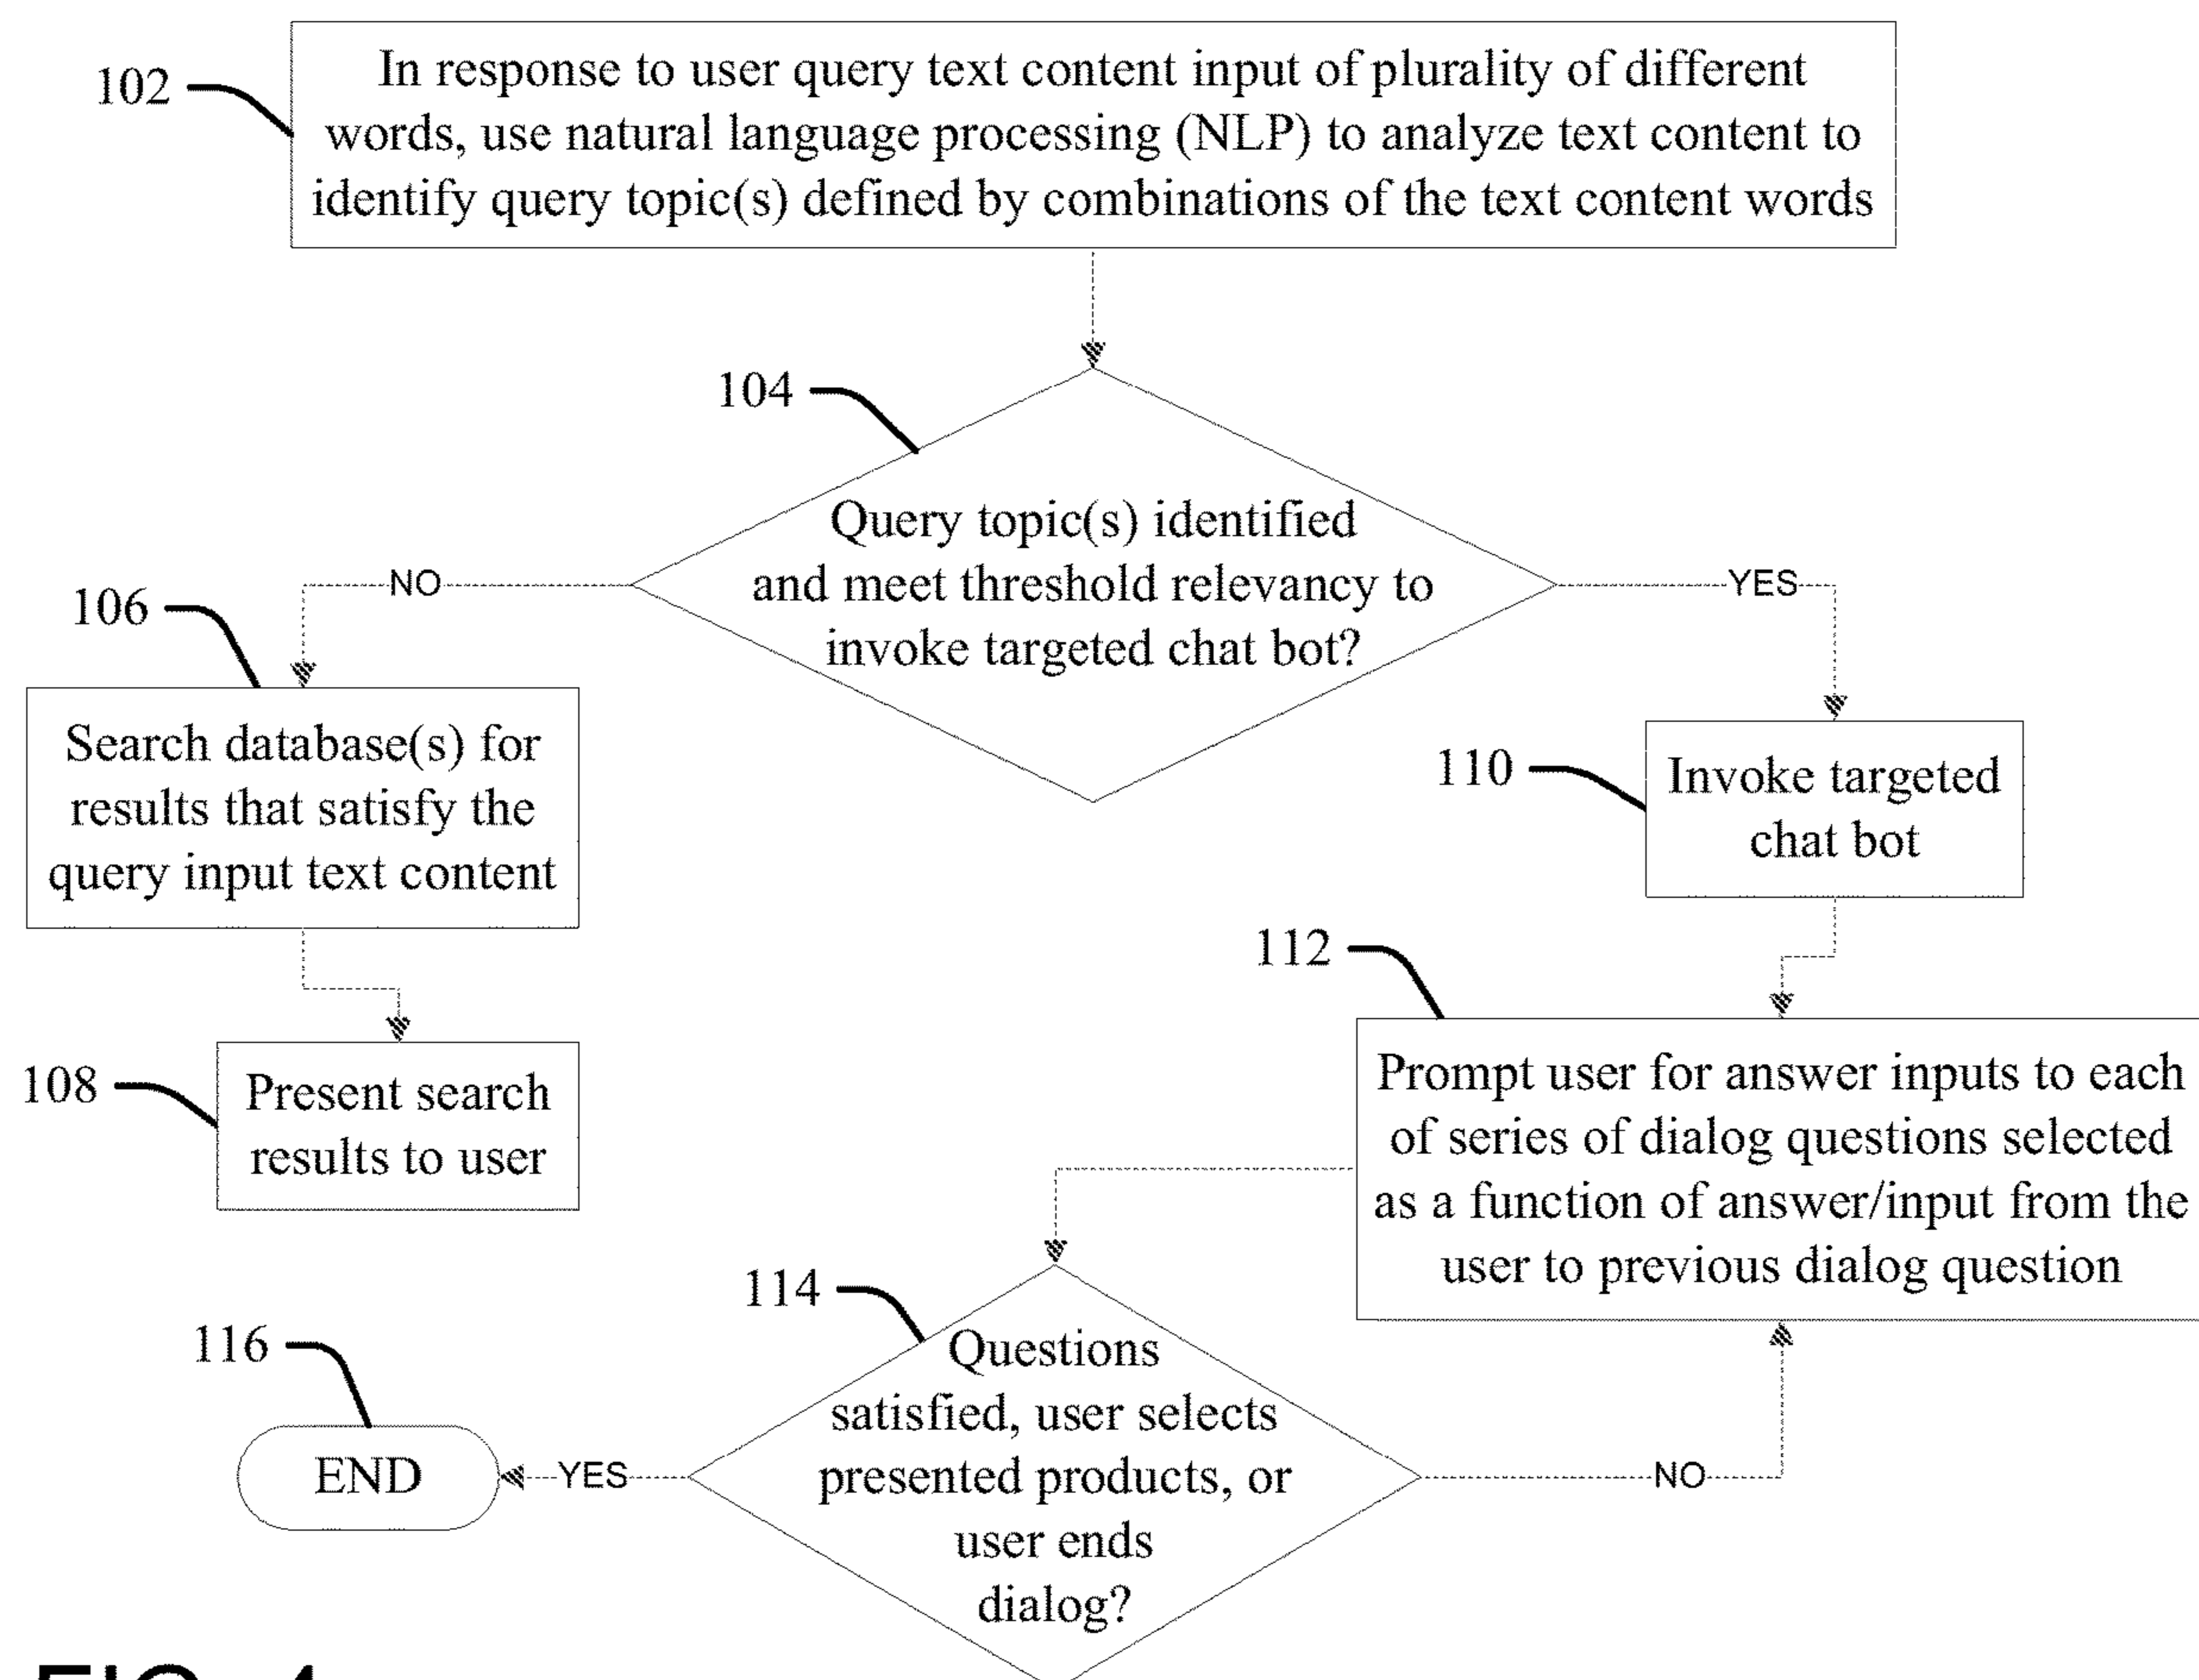 102
In response to user query text content input of plurality of different
words, use natural language processing (NLP) to analyze text content to
identify query topic(s) defined by combinations of the text content words
104
Query topic(s) identified
and meet threshold relevancy to
invoke targeted chat bot?
NO
YES
106
Search database(s) for
results that satisfy the
query input text content
110
Invoke targeted
chat bot
108
Present search
results to user
112
Prompt user for answer inputs to each
of series of dialog questions selected
as a function of answer/input from the
user to previous dialog question
114
Questions
satisfied, user selects
presented products, or
user ends
dialog?
116
END
YES
NO